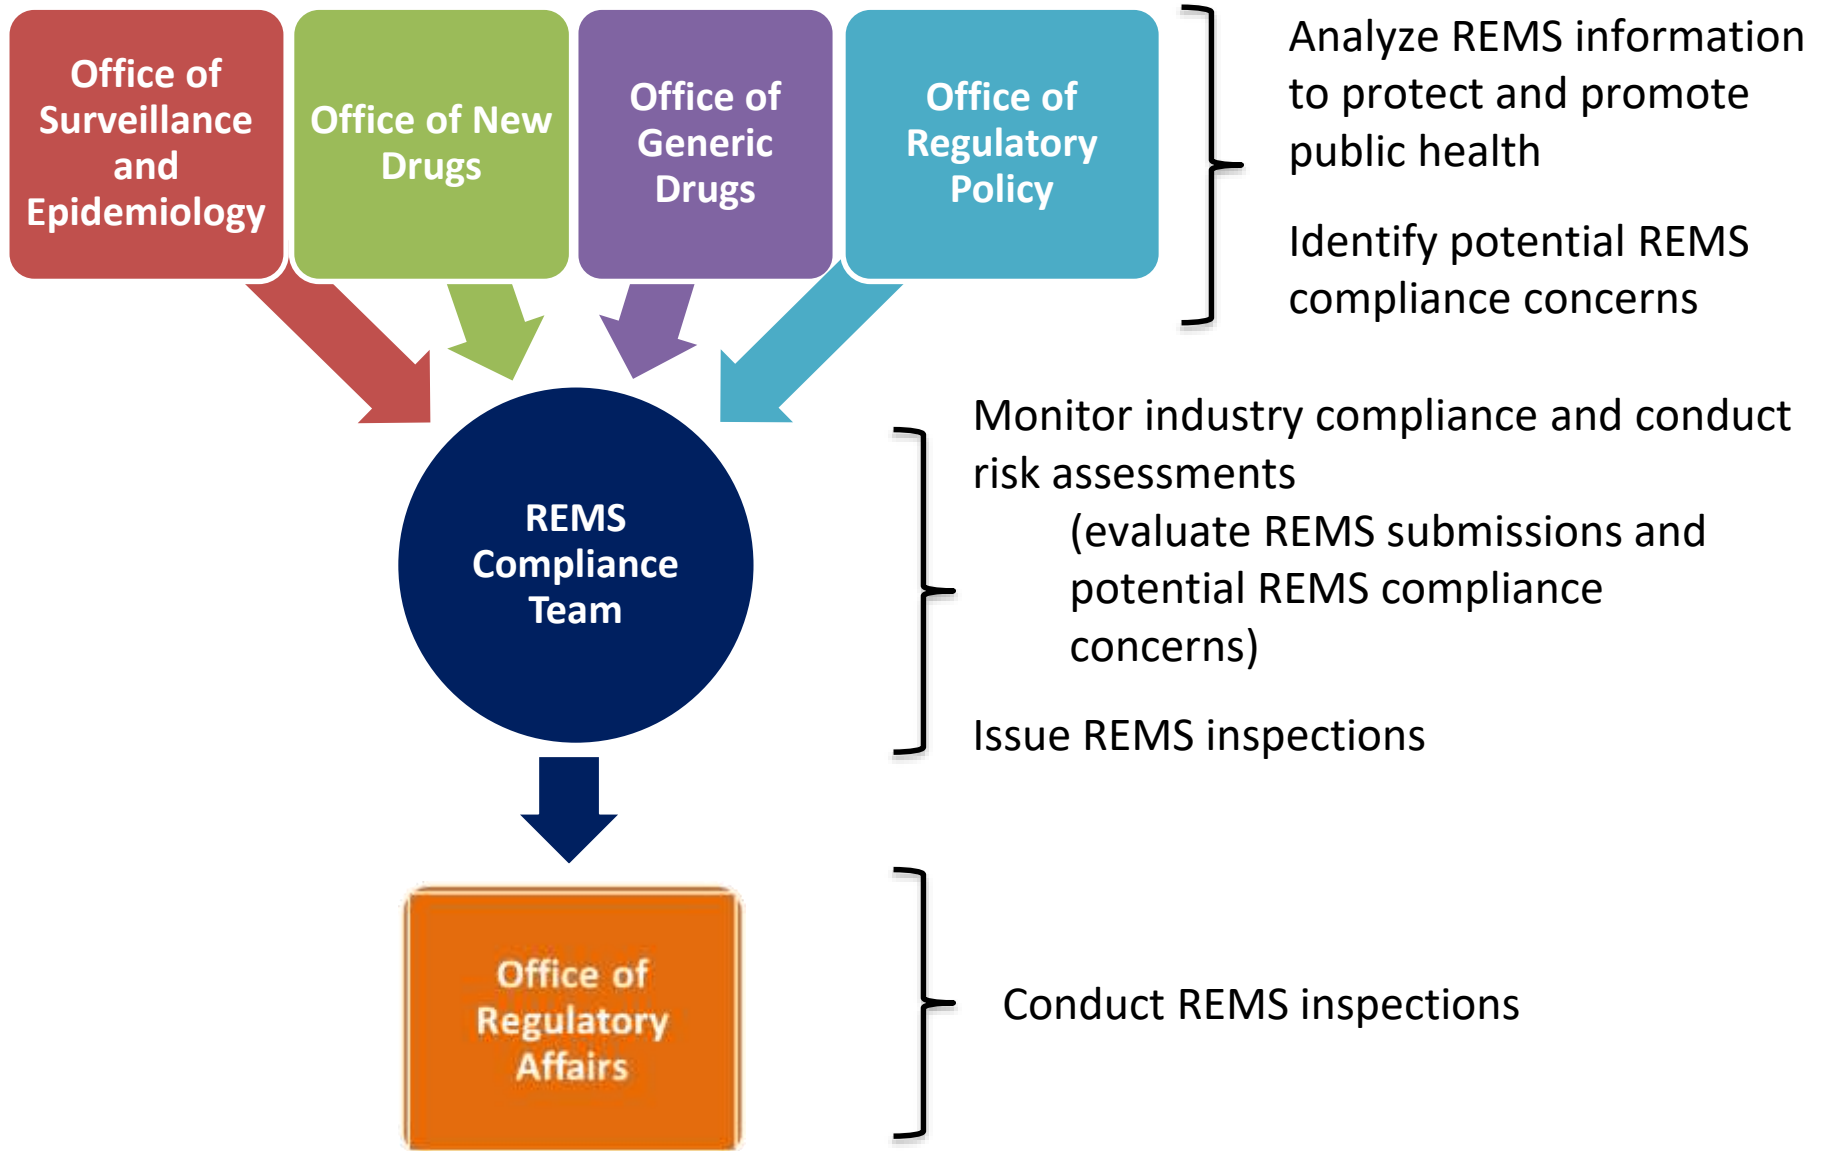 Office of
Surveillance
and
Epidemiology
Office of New
Drugs
Office of
Generic
Drugs
Office of
Regulatory
Policy
Analyze REMS information
to protect and promote
public health
Identify potential REMS
compliance concerns
REMS
Compliance
Team
Monitor industry compliance and conduct
risk assessments
(evaluate REMS submissions and
potential REMS compliance
concerns)
Issue REMS inspections
Office of
Regulatory
Affairs
Conduct REMS inspections